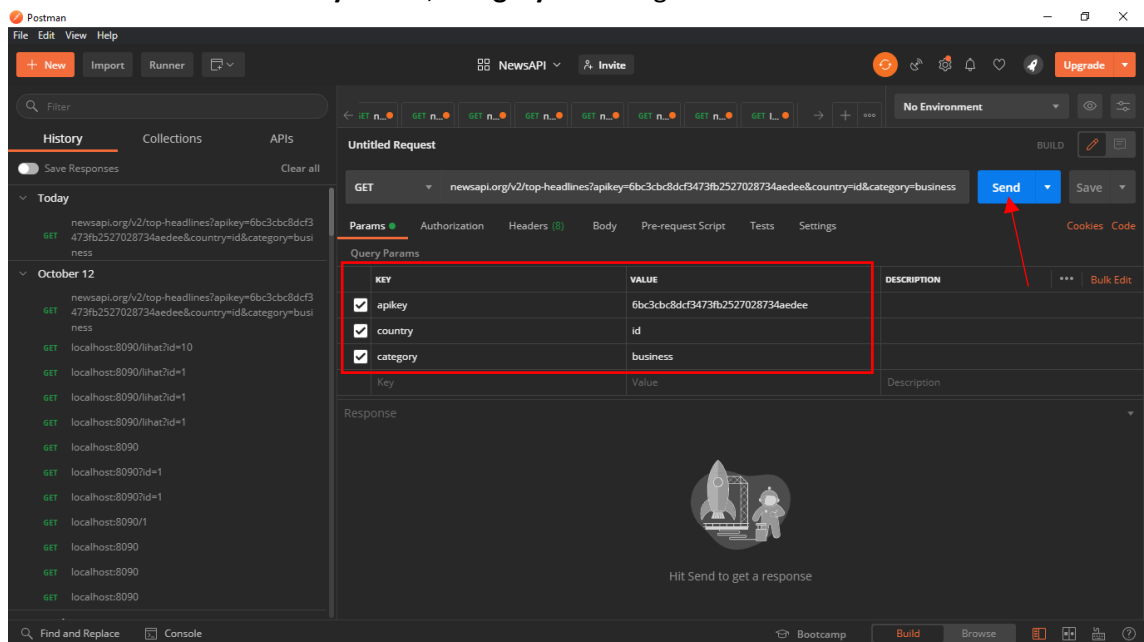 Postman
File Edit View Help
+ New Import Runner NewsAPI Invite Upgrade
Filter
History Collections APIs
Save Responses Clear all
Today
GET newsapi.org/v2/top-headlines?apikey=6bc3cbc8dcf3
473fb2527028734aedee&country=id&category=busi
ness
October 12
GET newsapi.org/v2/top-headlines?apikey=6bc3cbc8dcf3
473fb2527028734aedee&country=id&category=busi
ness
GET localhost:8090/lihat?id=10
GET localhost:8090/lihat?id=1
GET localhost:8090/lihat?id=1
GET localhost:8090/lihat?id=1
GET localhost:8090
GET localhost:8090?id=1
GET localhost:8090?id=1
GET localhost:8090/1
GET localhost:8090
GET localhost:8090
GET localhost:8090
GET n... GET n... GET n... GET n... GET n... GET n... GET n... GET l... No Environment
Untitled Request BUILD
GET newsapi.org/v2/top-headlines?apikey=6bc3cbc8dcf3473fb2527028734aedee&country=id&category=business Send Save
Params Authorization Headers (8) Body Pre-request Script Tests Settings Cookies Code
Query Params
KEY VALUE DESCRIPTION Bulk Edit
apikey 6bc3cbc8dcf3473fb2527028734aedee
country id
category business
Key Value Description
Response
Hit Send to get a response
Find and Replace Console Bootcamp Build Browse